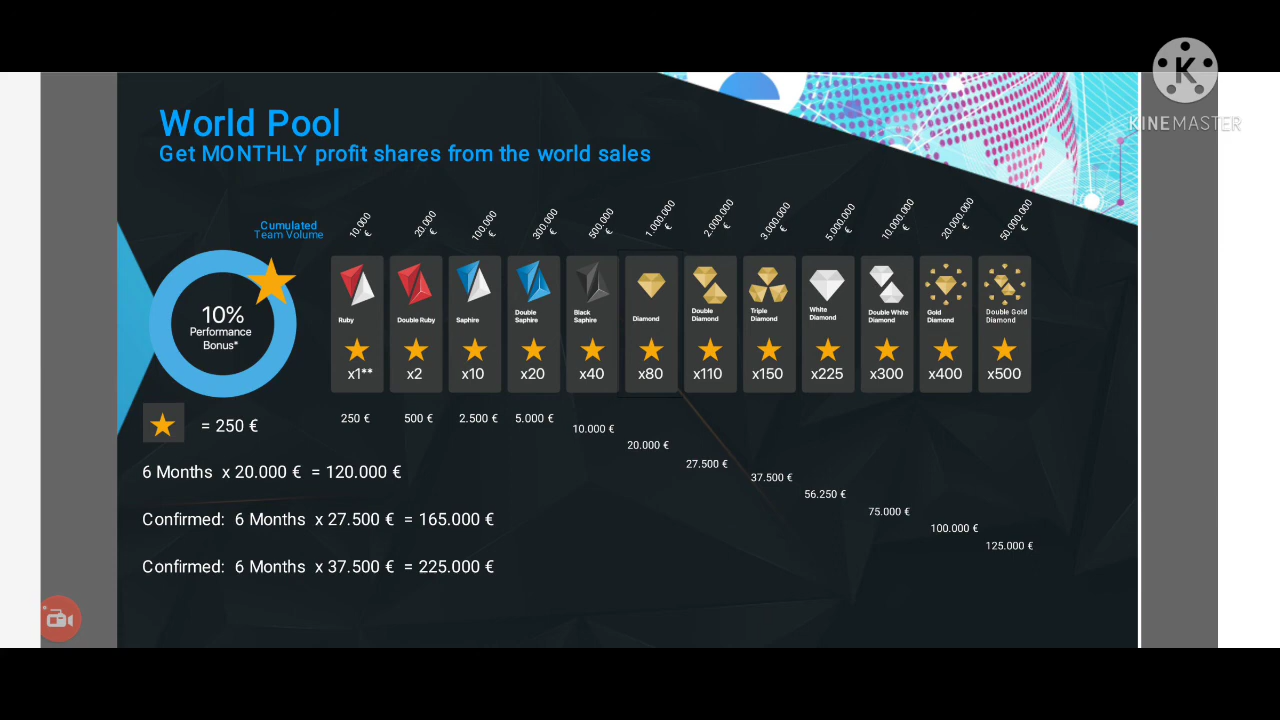 K
KINEMASTER
World Pool
Get MONTHLY profit shares from the world sales
Cumulated
Team Volume
10.000 €
20.000 €
100.000 €
300.000 €
500.000 €
1.000.000 €
2.000.000 €
3.000.000 €
5.000.000 €
10.000.000 €
20.000.000 €
50.000.000 €
10%
Performance
Bonus*
Ruby
Double Ruby
Saphire
Double
Saphire
Black
Saphire
Diamond
Double
Diamond
Triple
Diamond
White
Diamond
Double White
Diamond
Gold
Diamond
Double Gold
Diamond
x1** x2 x10 x20 x40 x80 x110 x150 x225 x300 x400 x500
250 € 500 € 2.500 € 5.000 €
10.000 €
20.000 €
27.500 €
37.500 €
56.250 €
75.000 €
100.000 €
125.000 €
= 250 €
6 Months x 20.000 € = 120.000 €
Confirmed: 6 Months x 27.500 € = 165.000 €
Confirmed: 6 Months x 37.500 € = 225.000 €